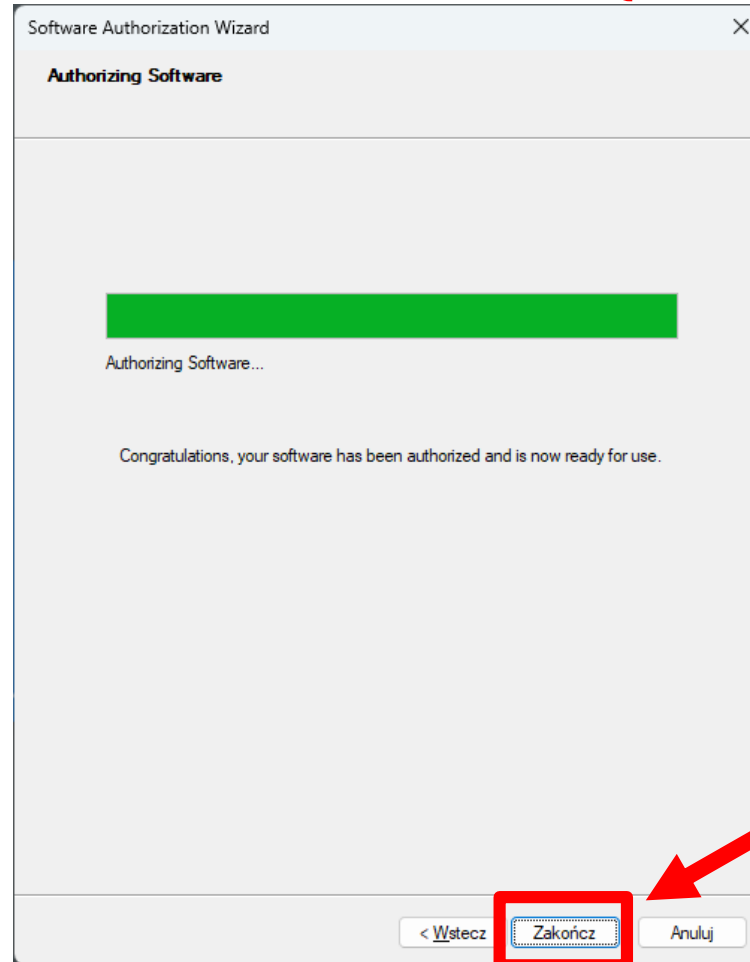 Software Authorization Wizard
Authorizing Software
Authorizing Software...
Congratulations, your software has been authorized and is now ready for use.
< Wstecz Zakończ Anuluj